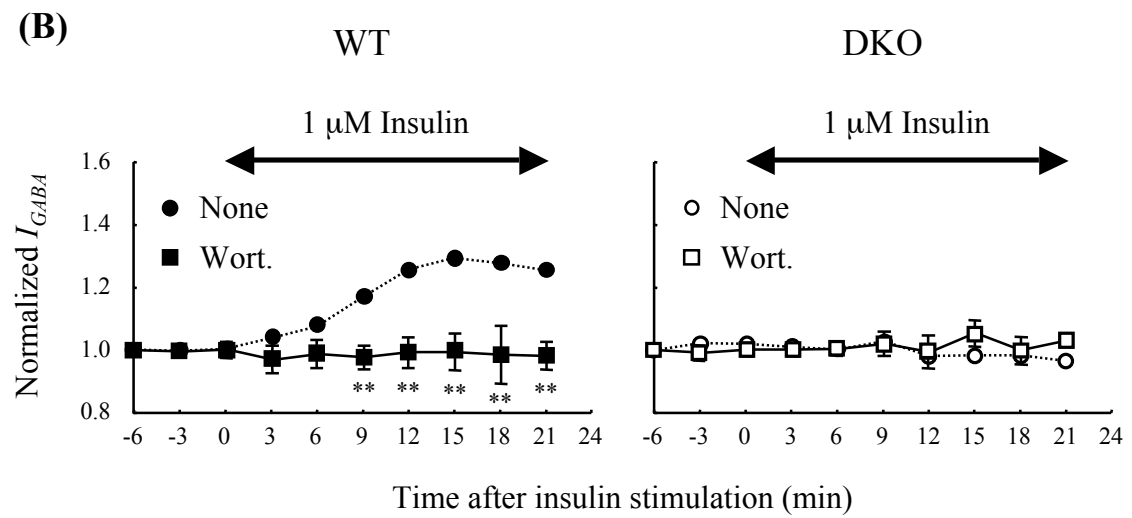 (B)
WT
DKO
1 μM Insulin
1 μM Insulin
Normalized I_GABA
1.6
1.4
1.2
1.0
0.8
None
Wort.
None
Wort.
** ** ** ** **
-6 -3 0 3 6 9 12 15 18 21 24
-6 -3 0 3 6 9 12 15 18 21 24
Time after insulin stimulation (min)